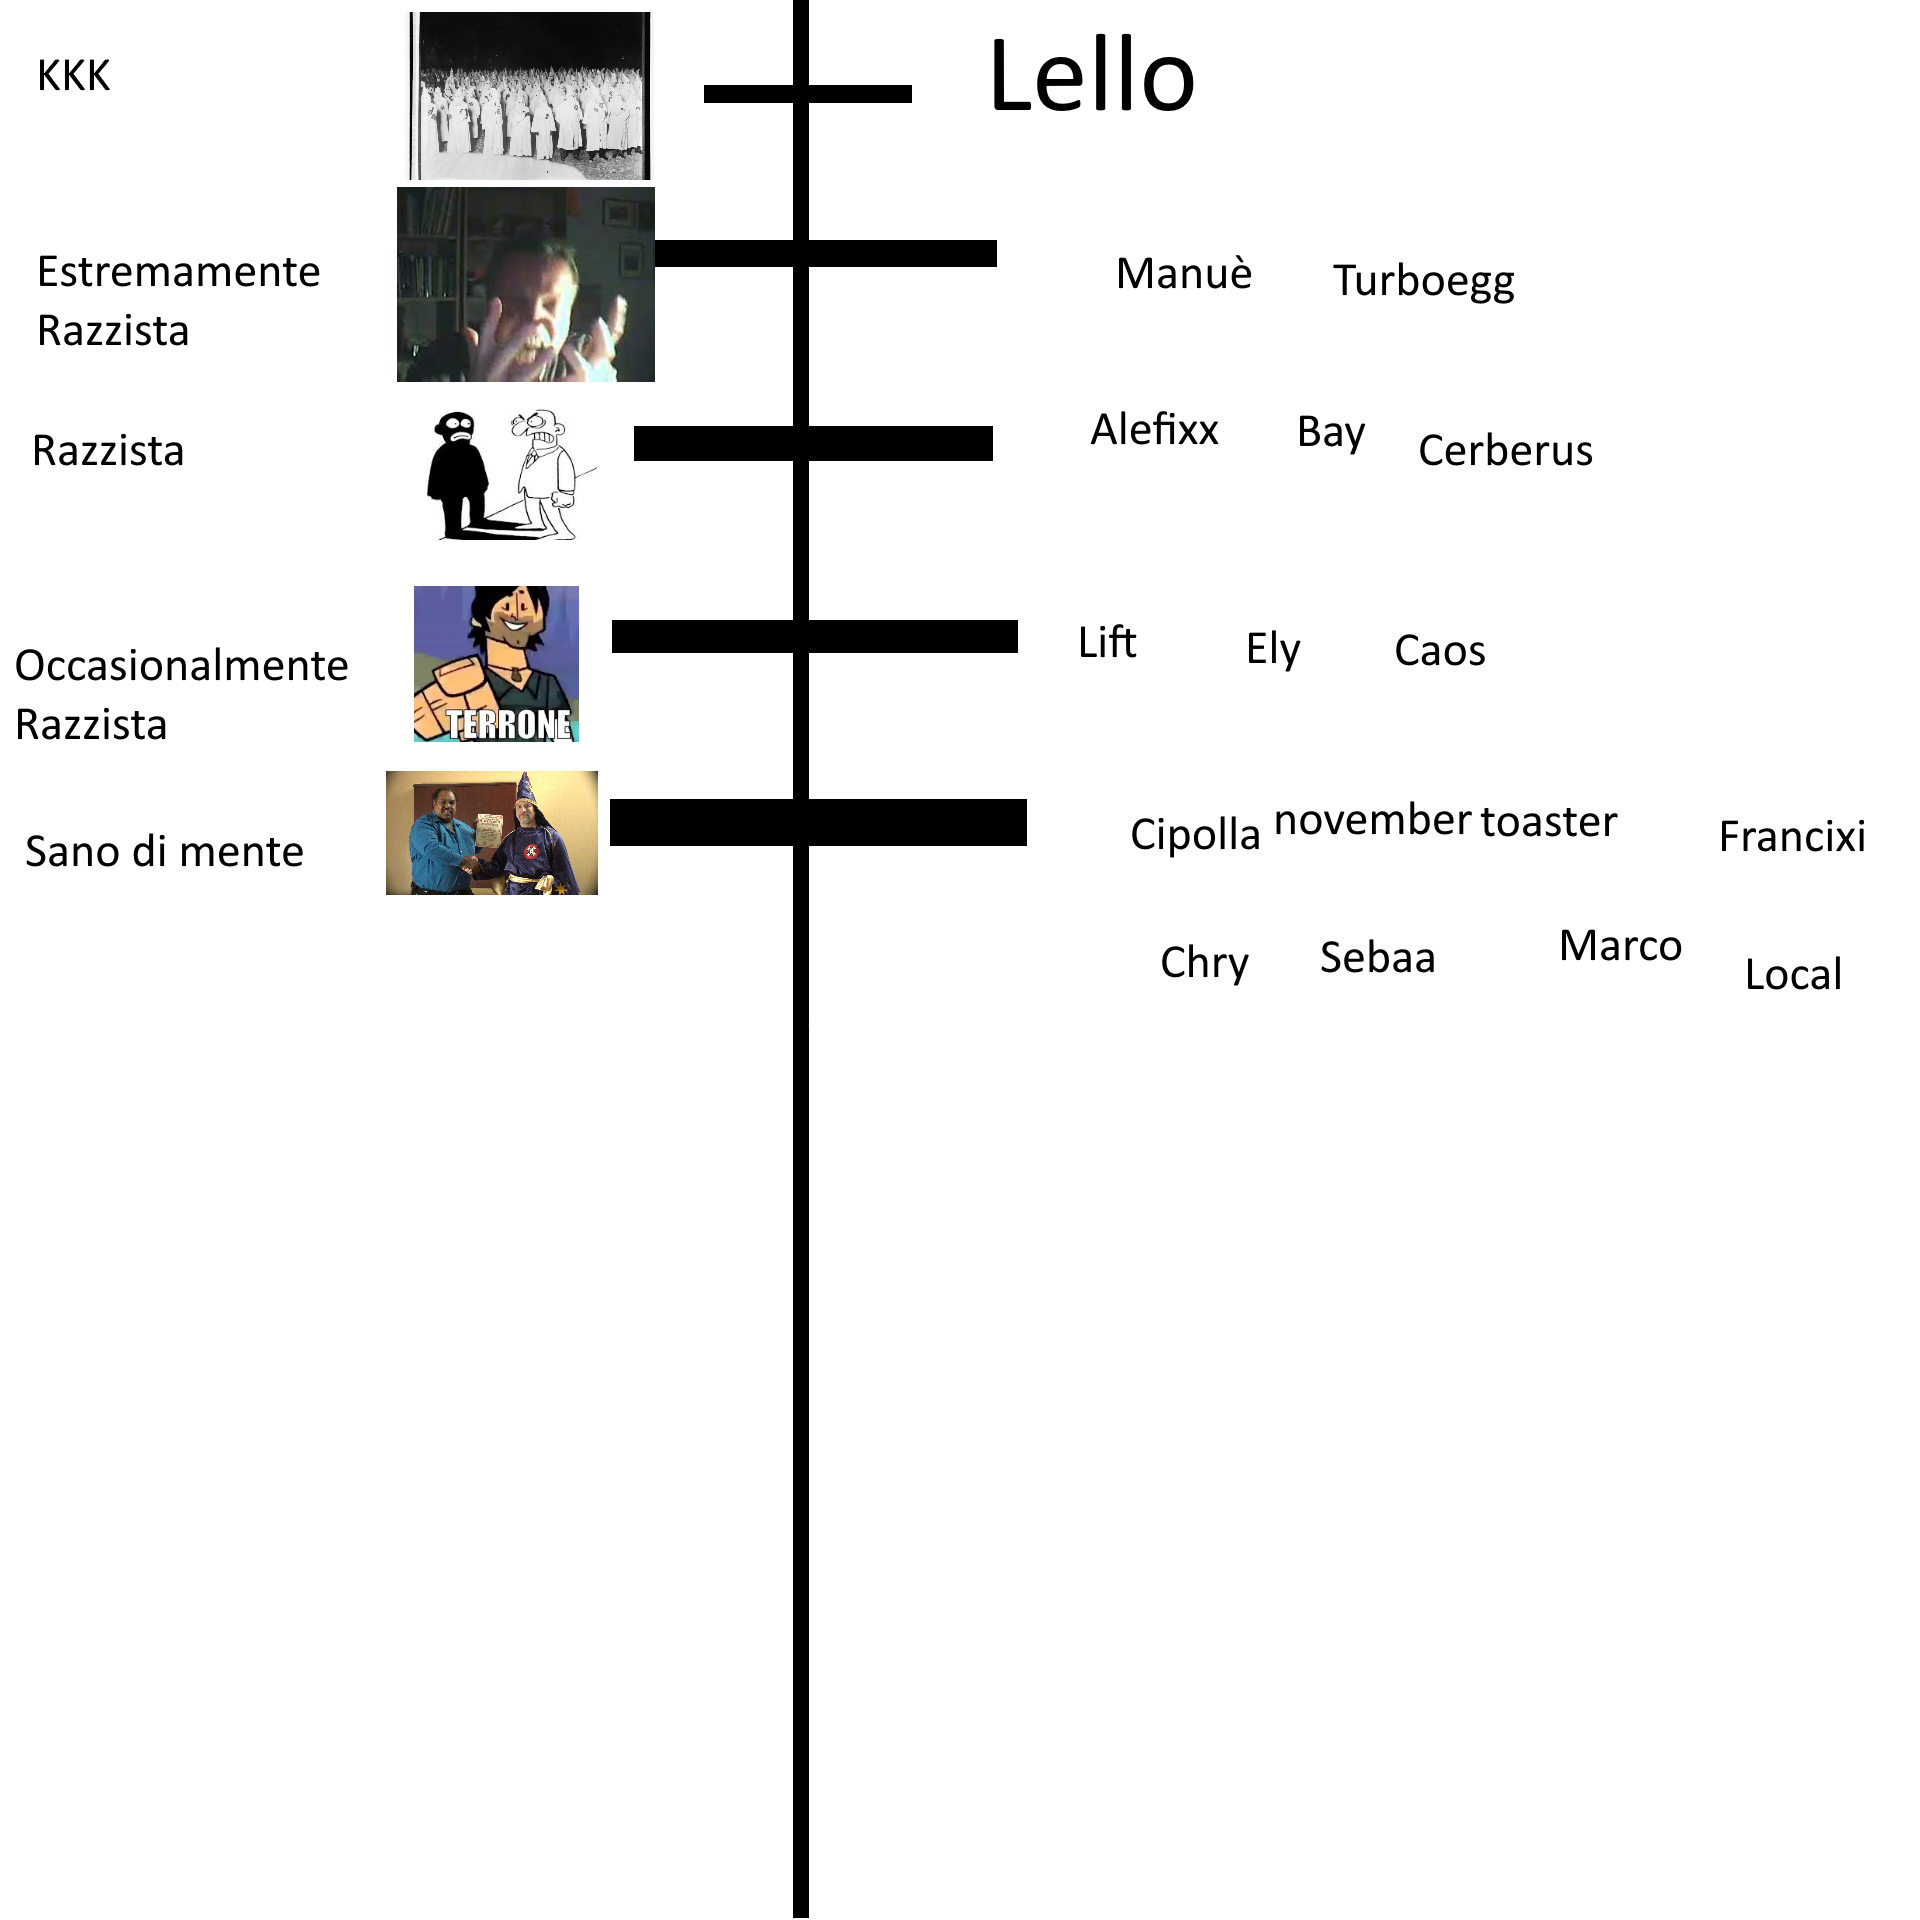 KKK
Lello
Estremamente
Razzista
Manuè
Turboegg
Razzista
Alefixx
Bay
Cerberus
Occasionalmente
Razzista
TERRONE
Lift
Ely
Caos
Sano di mente
Cipolla
november
toaster
Francixi
Chry
Sebaa
Marco
Local